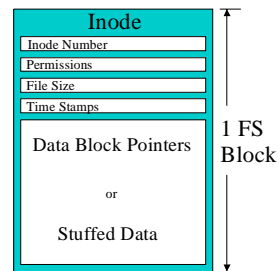 Inode
Inode Number
Permissions
File Size
Time Stamps
Data Block Pointers
or
Stuffed Data
1 FS
Block